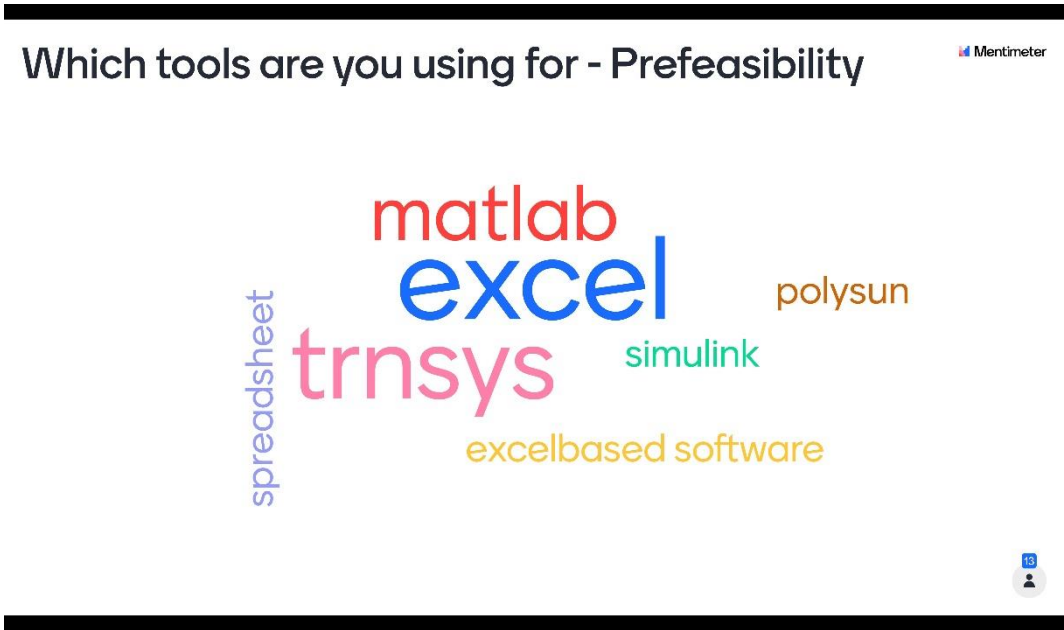 Which tools are you using for - Prefeasibility
Mentimeter
matlab
excel
polysun
spreadsheet
trnsys
simulink
excelbased software
13